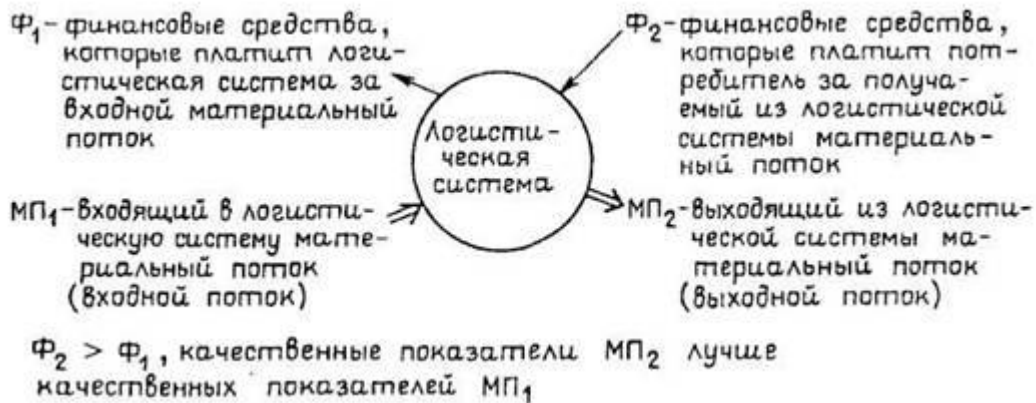 Ф₁– финансовые средства,
которые платит логи-
стическая система за
входной материальный
поток
Ф₂–финансовые средства,
которые платит пот-
ребитель за получа-
емый из логистической
системы материаль-
ный поток
Логисти-
ческая
система
МП₁–входящий в логисти-
ческую систему мате-
риальный поток
(входной поток)
МП₂–выходящий из логисти-
ческой системы ма-
териальный поток
(выходной поток)
Ф₂ > Ф₁, качественные показатели МП₂ лучше
качественных показателей МП₁